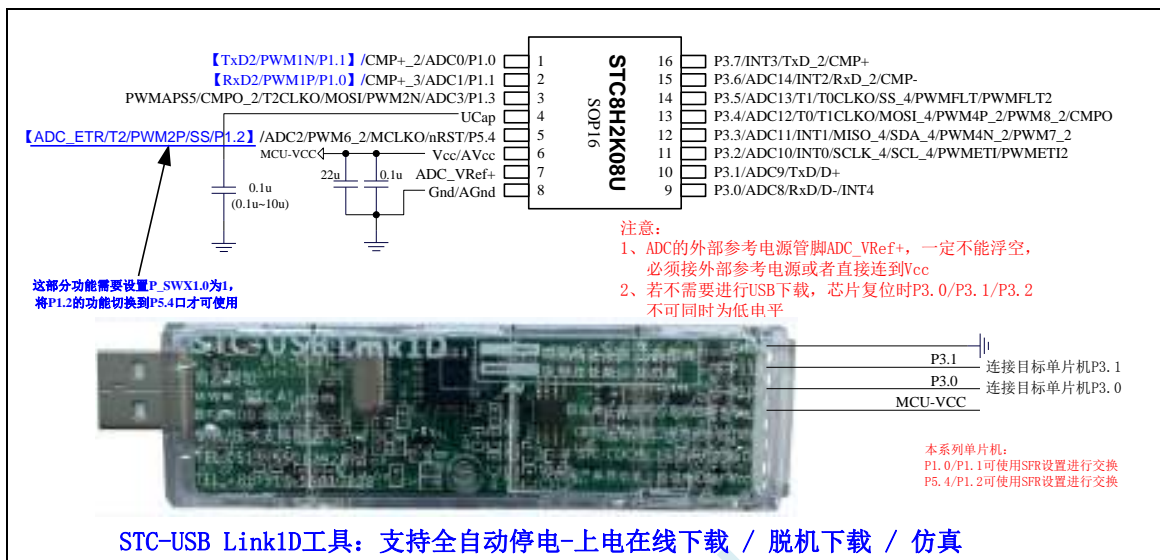 【TxD2/PWM1N/P1.1】/CMP+_2/ADC0/P1.0
【RxD2/PWM1P/P1.0】/CMP+_3/ADC1/P1.1
PWMAPS5/CMPO_2/T2CLKO/MOSI/PWM2N/ADC3/P1.3
UCap
【ADC_ETR/T2/PWM2P/SS/P1.2】/ADC2/PWM6_2/MCLKO/nRST/P5.4
MCU-VCC
Vcc/AVcc
22u
0.1u
ADC_VRef+
Gnd/AGnd
0.1u
(0.1u~10u)
1
2
3
4
5
6
7
8
STC8H2K08U
SOP16
16
15
14
13
12
11
10
9
P3.7/INT3/TxD_2/CMP+
P3.6/ADC14/INT2/RxD_2/CMP-
P3.5/ADC13/T1/T0CLKO/SS_4/PWMFLT/PWMFLT2
P3.4/ADC12/T0/T1CLKO/MOSI_4/PWM4P_2/PWM8_2/CMPO
P3.3/ADC11/INT1/MISO_4/SDA_4/PWM4N_2/PWM7_2
P3.2/ADC10/INT0/SCLK_4/SCL_4/PWMETI/PWMETI2
P3.1/ADC9/TxD/D+
P3.0/ADC8/RxD/D-/INT4
这部分功能需要设置P_SWX1.0为1，
将P1.2的功能切换到P5.4口才可使用
注意：
1、ADC的外部参考电源管脚ADC_VRef+，一定不能浮空，
必须接外部参考电源或者直接连到Vcc
2、若不需要进行USB下载，芯片复位时P3.0/P3.1/P3.2
不可同时为低电平
STC-USB Link1D
P3.1
连接目标单片机P3.1
P3.0
连接目标单片机P3.0
MCU-VCC
本系列单片机：
P1.0/P1.1可使用SFR设置进行交换
P5.4/P1.2可使用SFR设置进行交换
STC-USB Link1D工具：支持全自动停电-上电在线下载 / 脱机下载 / 仿真